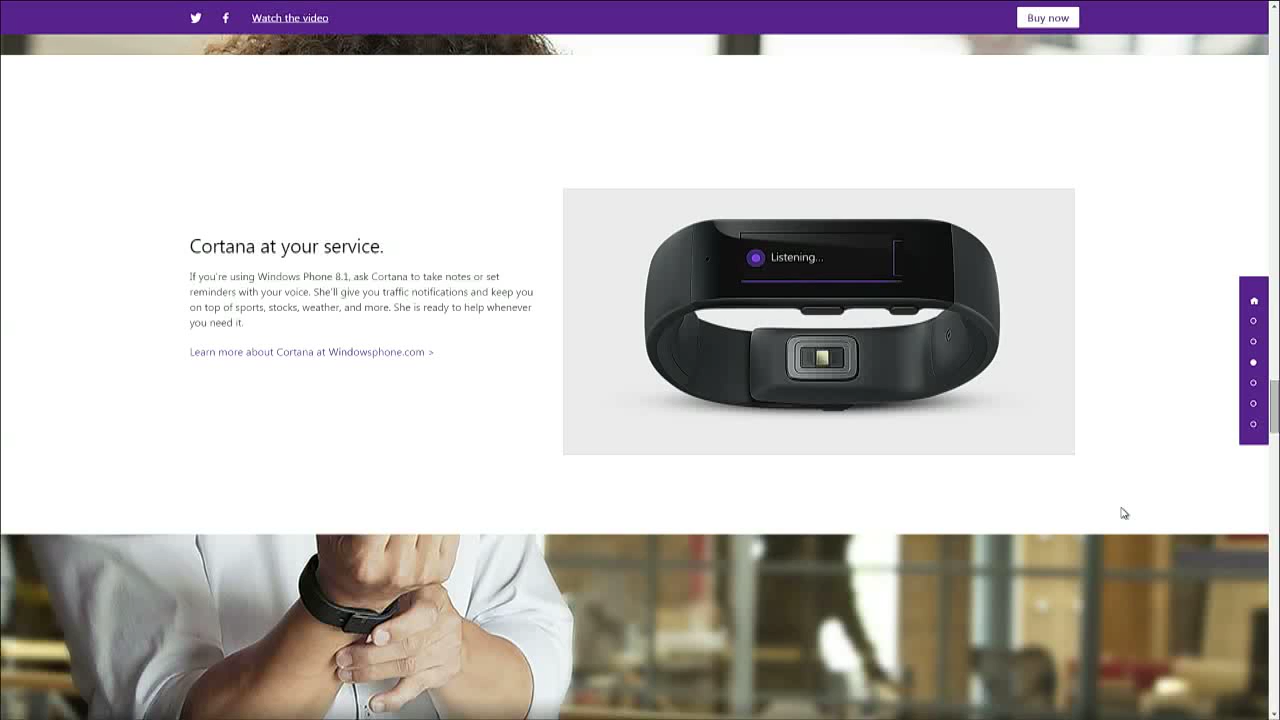 Watch the video
Buy now
Cortana at your service.
If you're using Windows Phone 8.1, ask Cortana to take notes or set
reminders with your voice. She'll give you traffic notifications and keep you
on top of sports, stocks, weather, and more. She is ready to help whenever
you need it.
Learn more about Cortana at Windowsphone.com >
Listening...